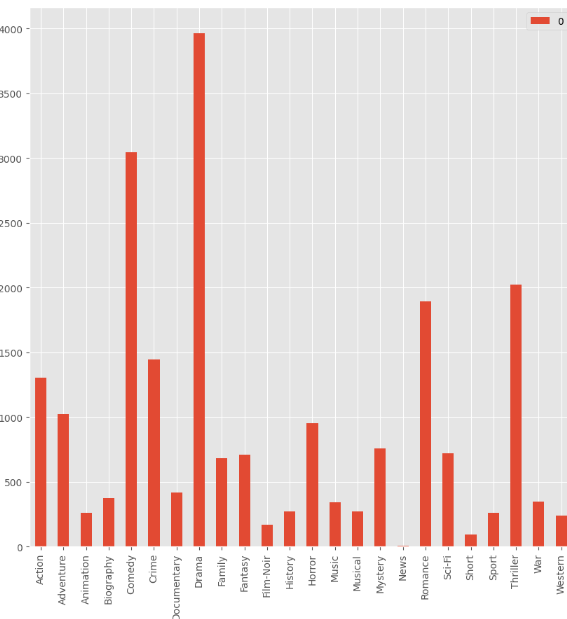 0
4000
3500
3000
2500
2000
1500
1000
500
0
Action
Adventure
Animation
Biography
Comedy
Crime
Documentary
Drama
Family
Fantasy
Film-Noir
History
Horror
Music
Musical
Mystery
News
Romance
Sci-Fi
Short
Sport
Thriller
War
Western